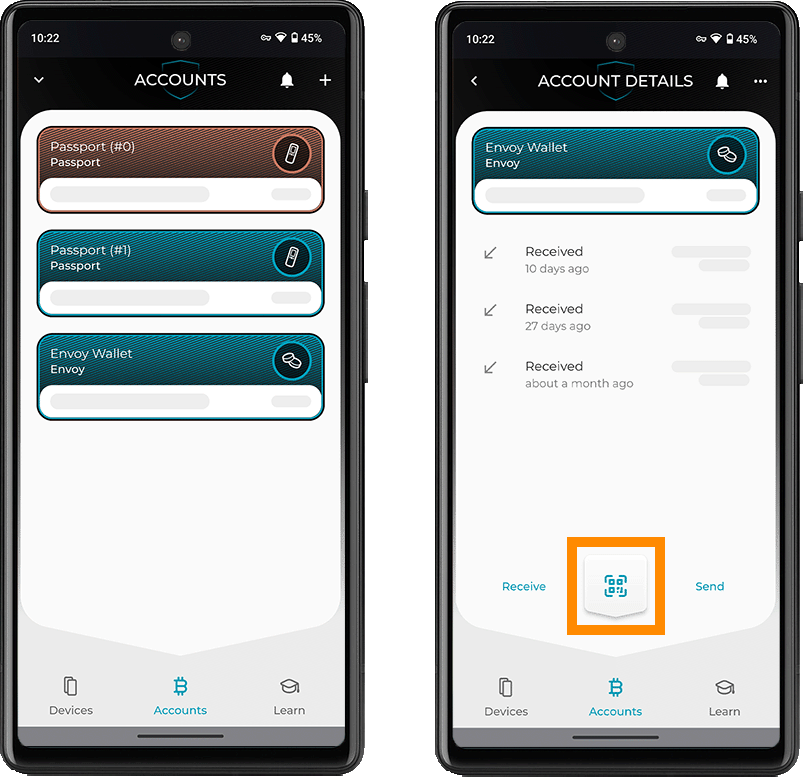 10:22
45%
ACCOUNTS
Passport (#0)
Passport
Passport (#1)
Passport
Envoy Wallet
Envoy
Devices
Accounts
Learn
10:22
45%
ACCOUNT DETAILS
Envoy Wallet
Envoy
Received
10 days ago
Received
27 days ago
Received
about a month ago
Receive
Send
Devices
Accounts
Learn